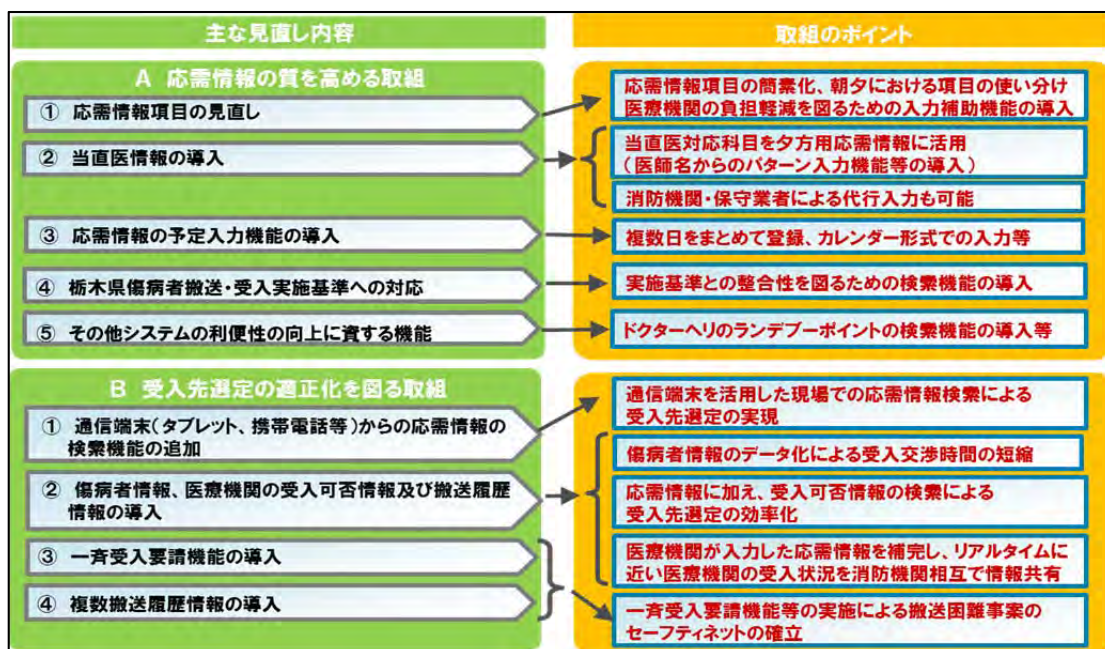 主な見直し内容
取組のポイント
A 応需情報の質を高める取組
① 応需情報項目の見直し
応需情報項目の簡素化、朝夕における項目の使い分け
医療機関の負担軽減を図るための入力補助機能の導入
② 当直医情報の導入
当直医対応科目を夕方用応需情報に活用
(医師名からのパターン入力機能等の導入)
消防機関・保守業者による代行入力も可能
③ 応需情報の予定入力機能の導入
複数日をまとめて登録、カレンダー形式での入力等
④ 栃木県傷病者搬送・受入実施基準への対応
実施基準との整合性を図るための検索機能の導入
⑤ その他システムの利便性の向上に資する機能
ドクターヘリのランデブーポイントの検索機能の導入等
B 受入先選定の適正化を図る取組
① 通信端末(タブレット、携帯電話等)からの応需情報の
検索機能の追加
通信端末を活用した現場での応需情報検索による
受入先選定の実現
② 傷病者情報、医療機関の受入可否情報及び搬送履歴
情報の導入
傷病者情報のデータ化による受入交渉時間の短縮
応需情報に加え、受入可否情報の検索による
受入先選定の効率化
医療機関が入力した応需情報を補完し、リアルタイムに
近い医療機関の受入状況を消防機関相互で情報共有
③ 一斉受入要請機能の導入
④ 複数搬送履歴情報の導入
一斉受入要請機能等の実施による搬送困難事案の
セーフティネットの確立